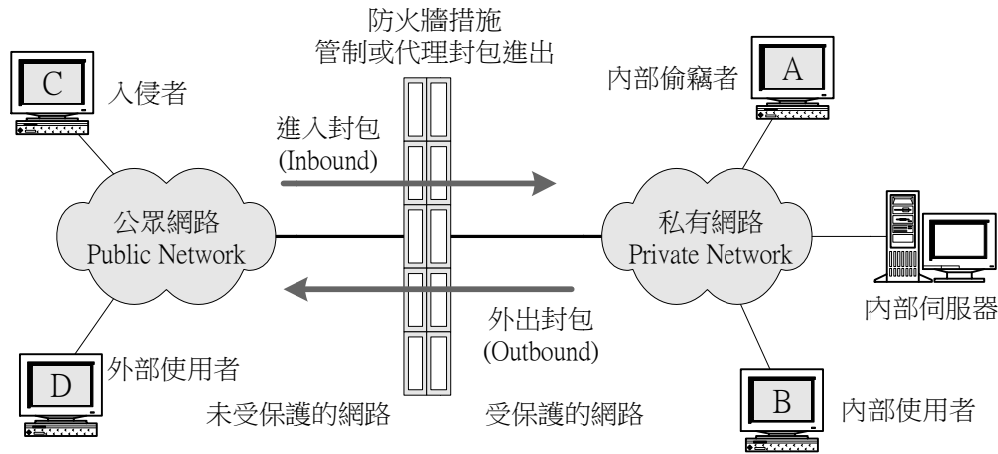 防火牆措施
管制或代理封包進出
C
入侵者
內部偷竊者
A
進入封包
(Inbound)
公眾網路
Public Network
私有網路
Private Network
內部伺服器
外出封包
(Outbound)
D
外部使用者
未受保護的網路
受保護的網路
B
內部使用者